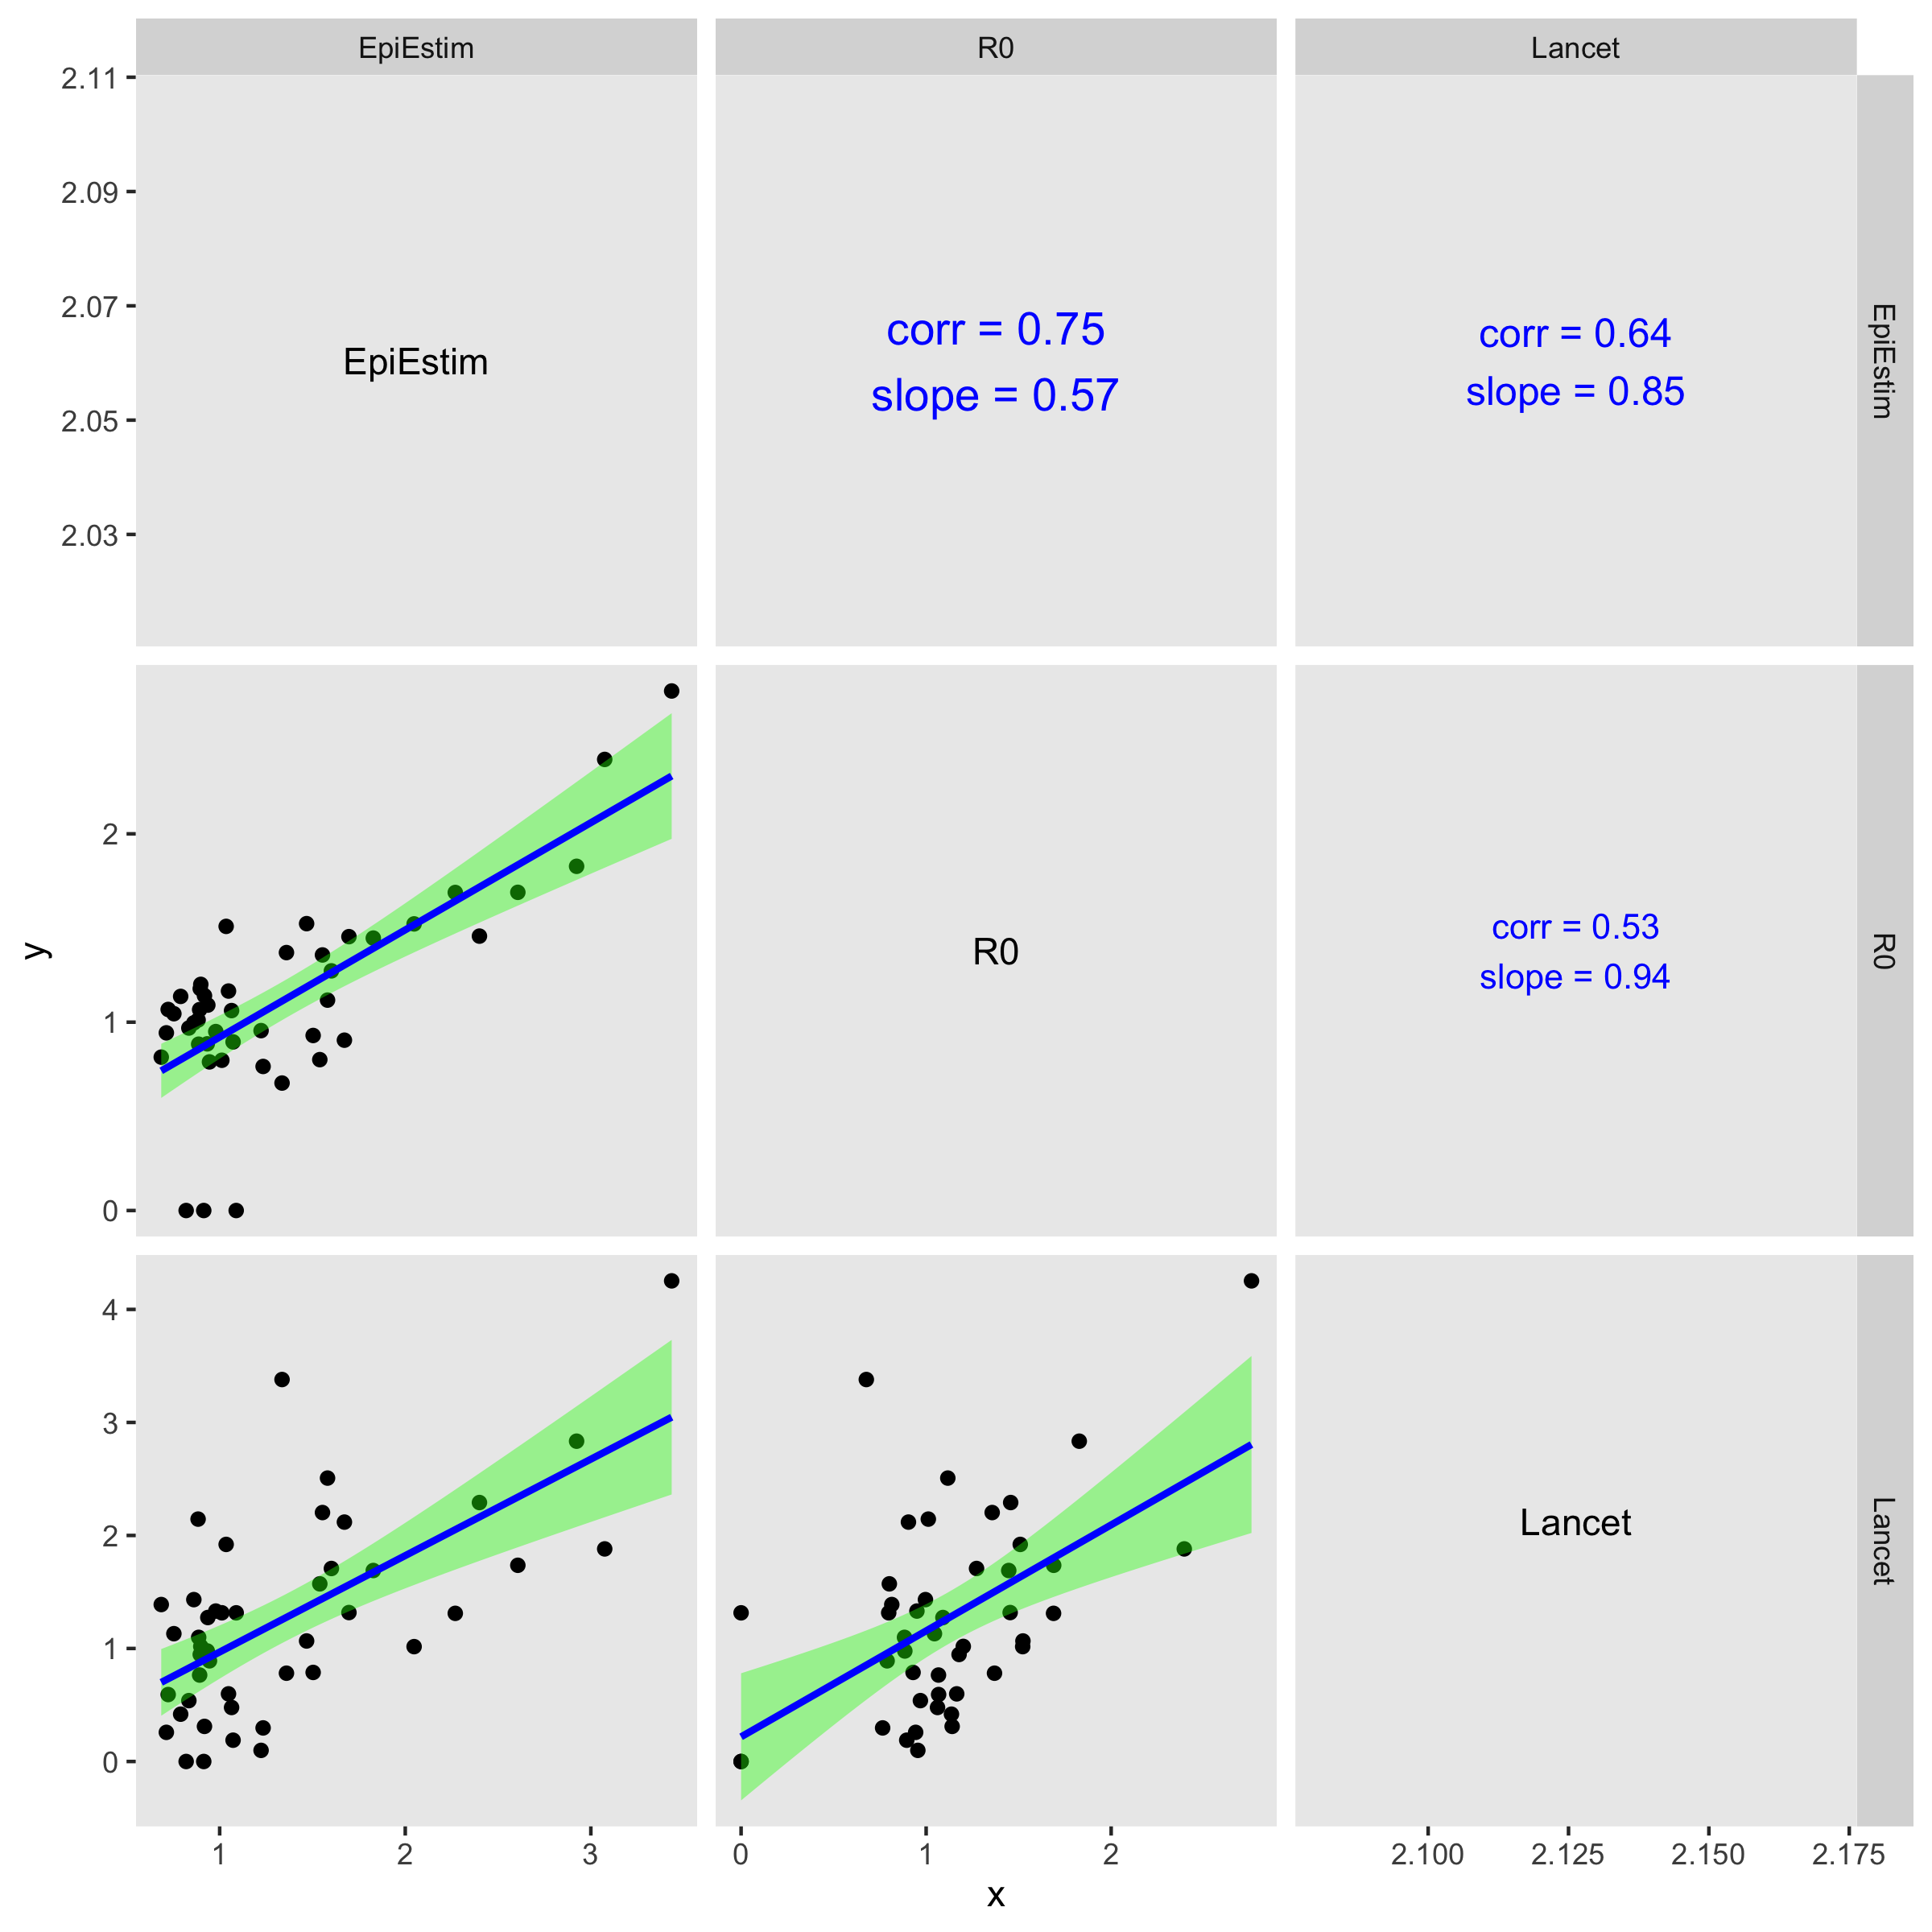 EpiEstim
R0
Lancet
2.11
2.09
2.07
2.05
2.03
EpiEstim
corr = 0.75
slope = 0.57
corr = 0.64
slope = 0.85
EpiEstim
y
2
1
0
R0
corr = 0.53
slope = 0.94
R0
4
3
2
1
0
Lancet
Lancet
1
2
3
0
1
2
2.100
2.125
2.150
2.175
x